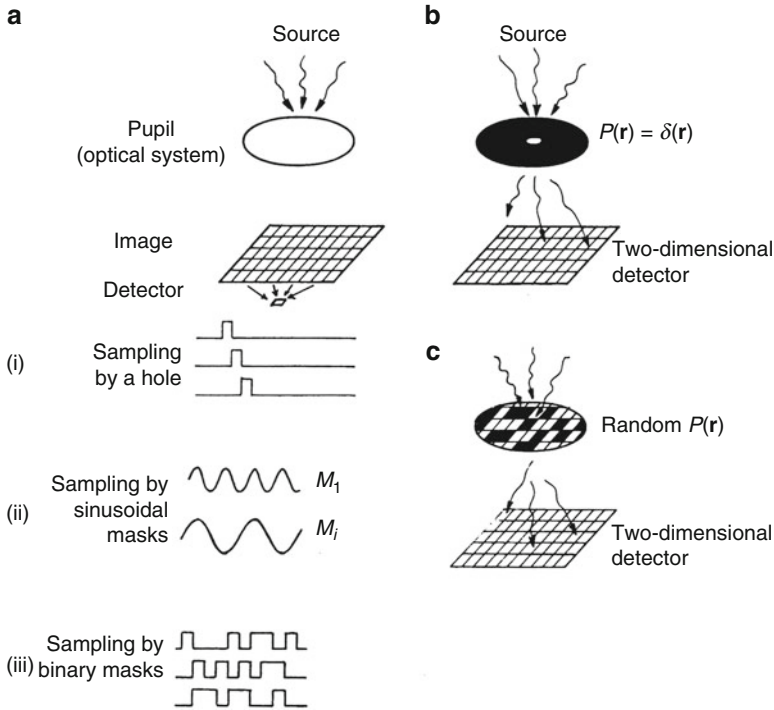 a
Source
Pupil
(optical system)
Image
Detector
(i)
Sampling
by a hole
(ii)
Sampling by
sinusoidal
masks
M₁
Mᵢ
(iii)
Sampling by
binary masks
b
Source
P(r) = δ(r)
Two-dimensional
detector
c
Random P(r)
Two-dimensional
detector